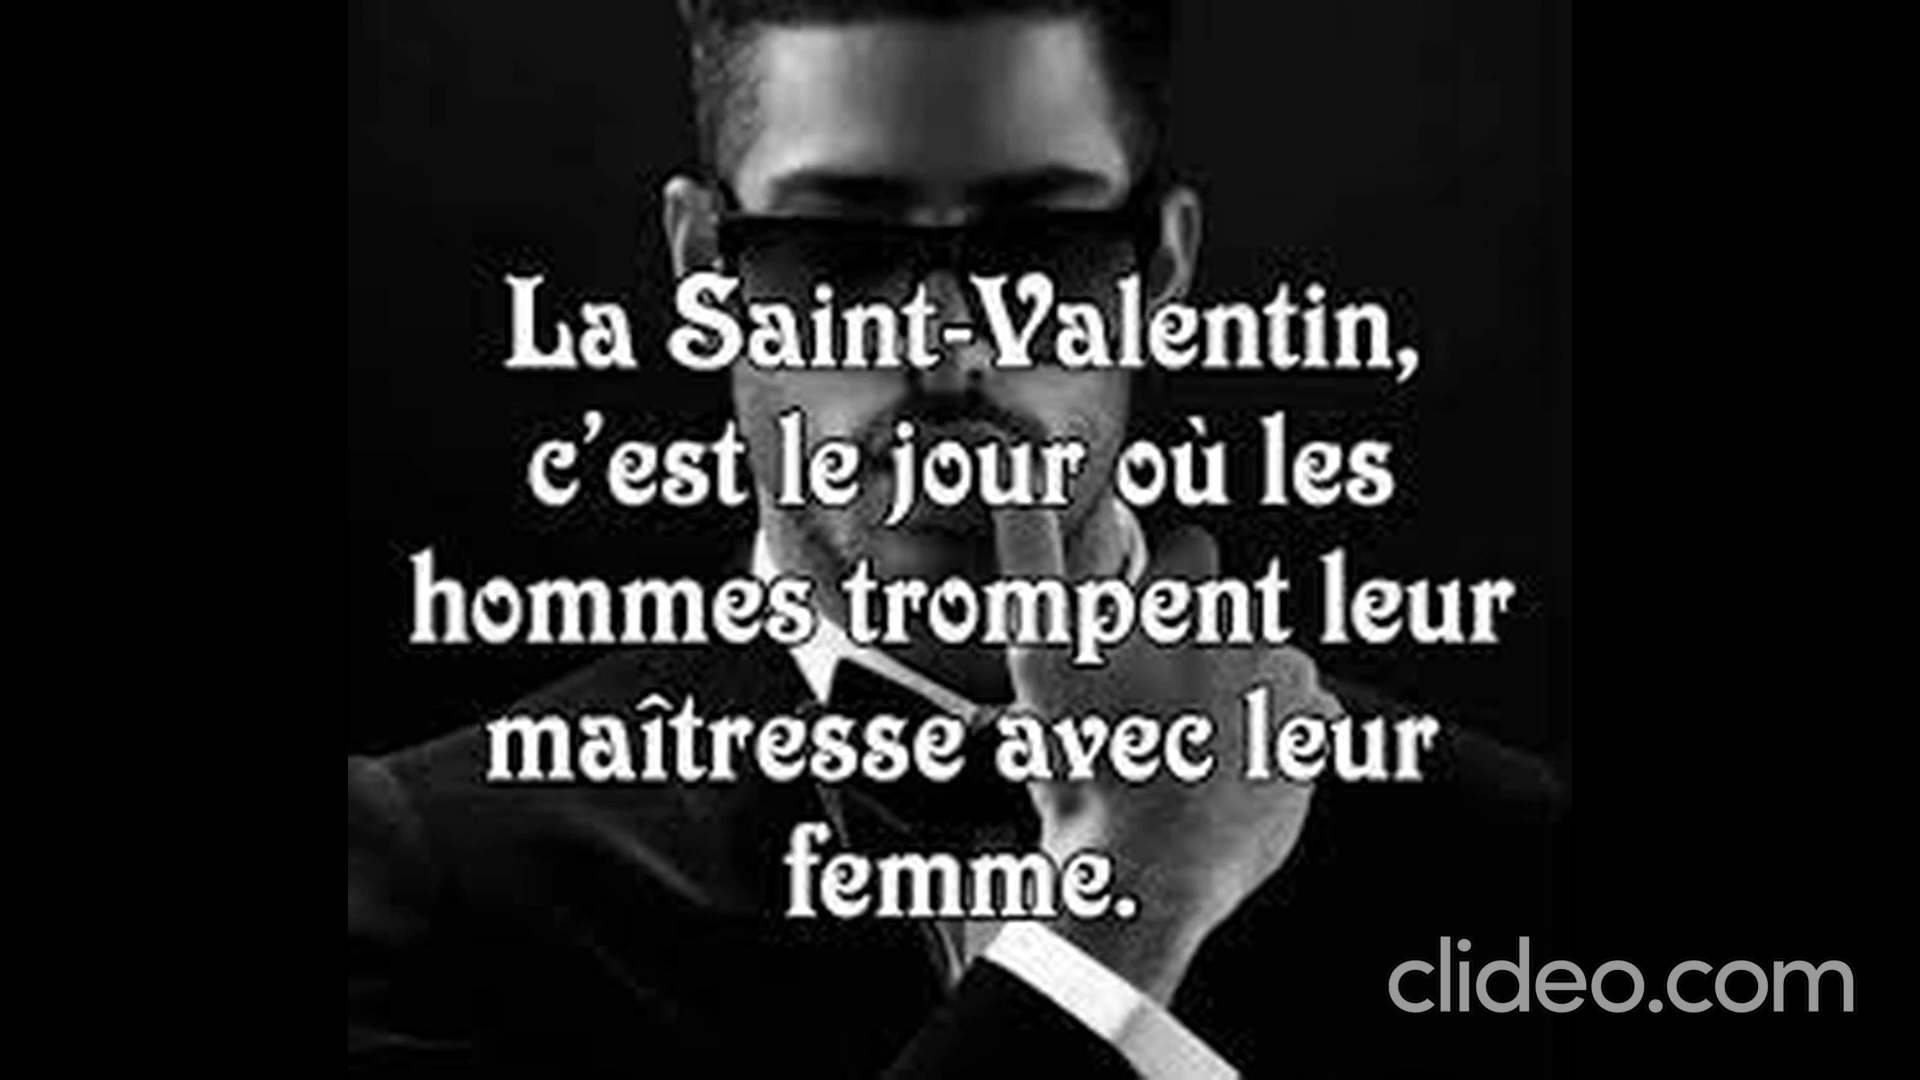 La Saint-Valentin,
c’est le jour où les
hommes trompent leur
maîtresse avec leur
femme.
clideo.com